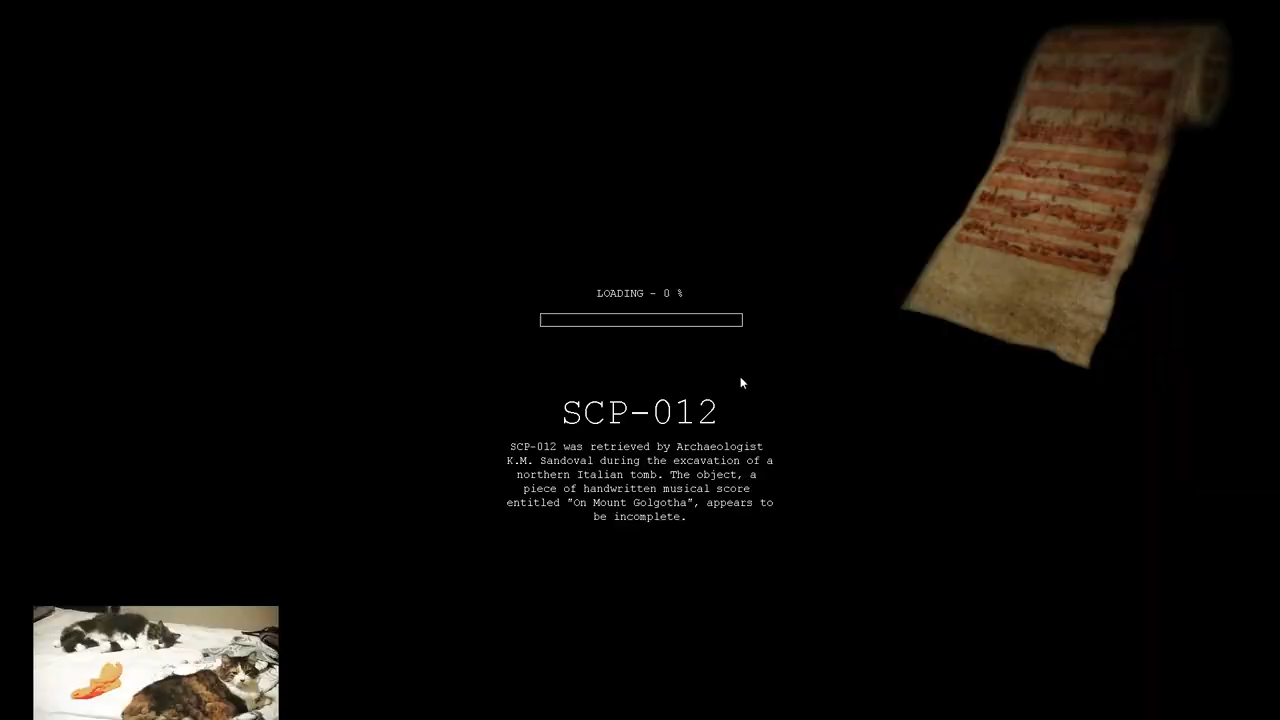 LOADING - 0 %
SCP-012
SCP-012 was retrieved by Archaeologist
K.M. Sandoval during the excavation of a
northern Italian tomb. The object, a
piece of handwritten musical score
entitled "On Mount Golgotha", appears to
be incomplete.